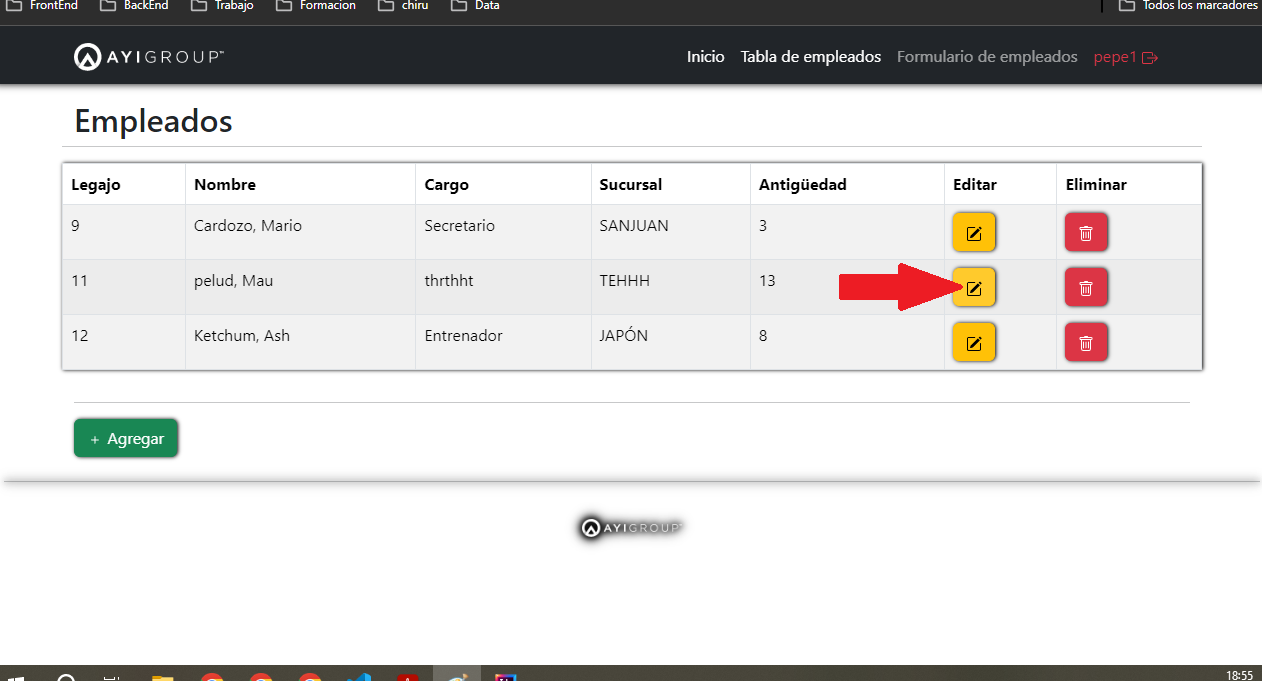 FrontEnd BackEnd Trabajo Formacion chiru Data Todos los marcadores
AYIGROUP™ Inicio Tabla de empleados Formulario de empleados pepe1
Empleados
Legajo Nombre Cargo Sucursal Antigüedad Editar Eliminar
9 Cardozo, Mario Secretario SANJUAN 3
11 pelud, Mau thrthht TEHHH 13
12 Ketchum, Ash Entrenador JAPÓN 8
+ Agregar
AYIGROUP™
18:55